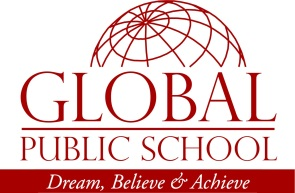 GLOBAL
PUBLIC SCHOOL
Dream, Believe & Achieve